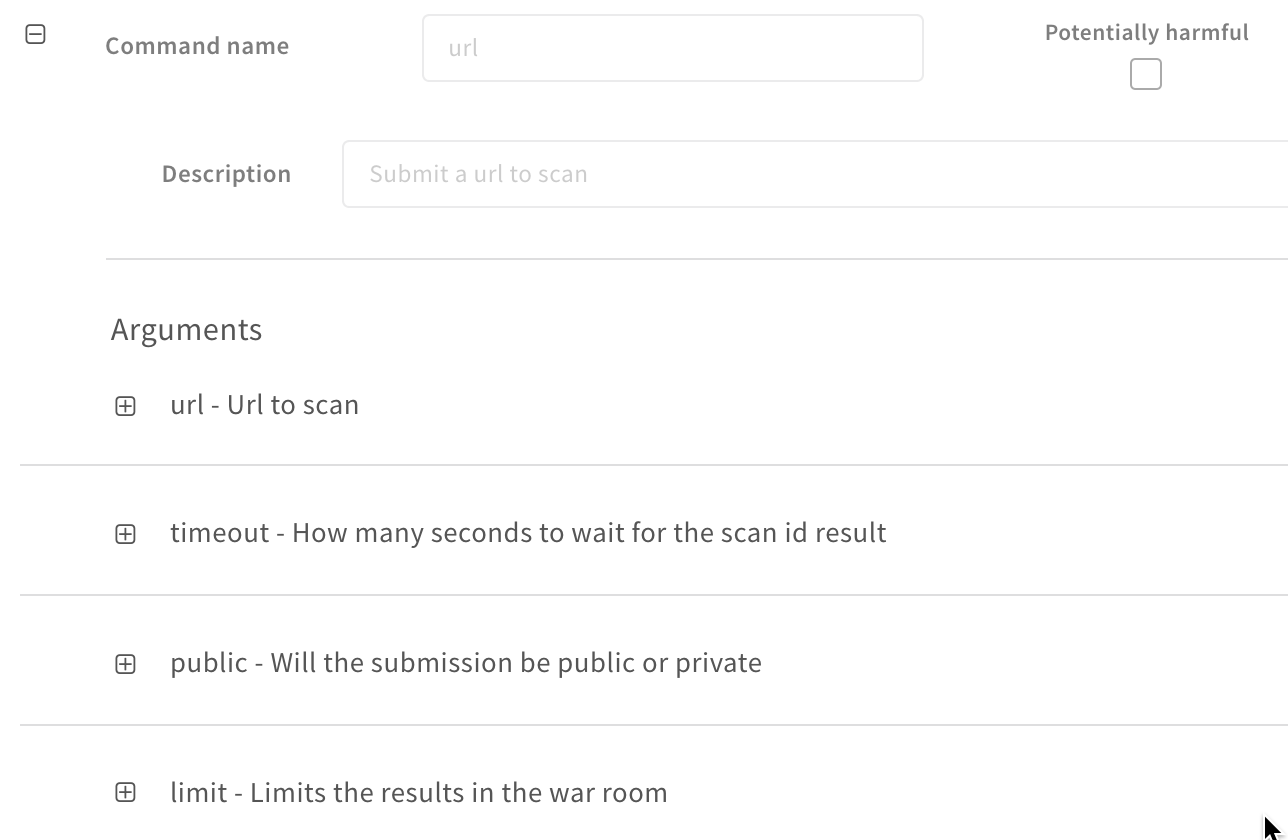 Command name
url
Potentially harmful
Description
Submit a url to scan
Arguments
url - Url to scan
timeout - How many seconds to wait for the scan id result
public - Will the submission be public or private
limit - Limits the results in the war room